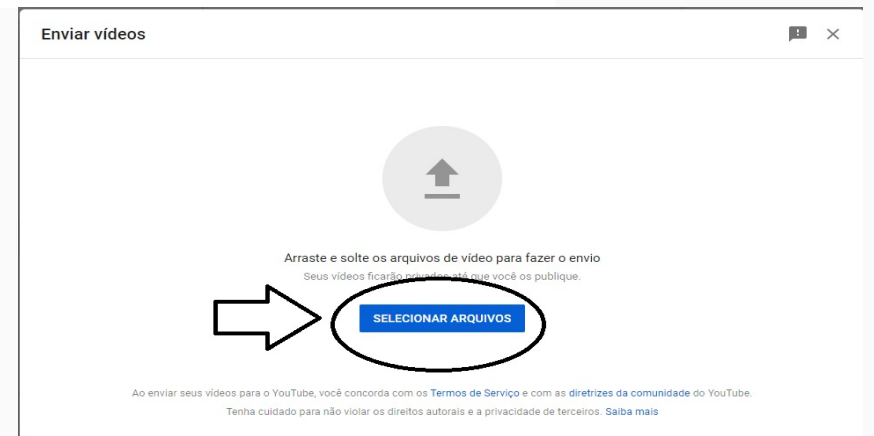 Enviar vídeos
Arraste e solte os arquivos de vídeo para fazer o envio
Seus vídeos ficarão privados até que você os publique.
SELECIONAR ARQUIVOS
Ao enviar seus vídeos para o YouTube, você concorda com os Termos de Serviço e com as diretrizes da comunidade do YouTube.
Tenha cuidado para não violar os direitos autorais e a privacidade de terceiros. Saiba mais